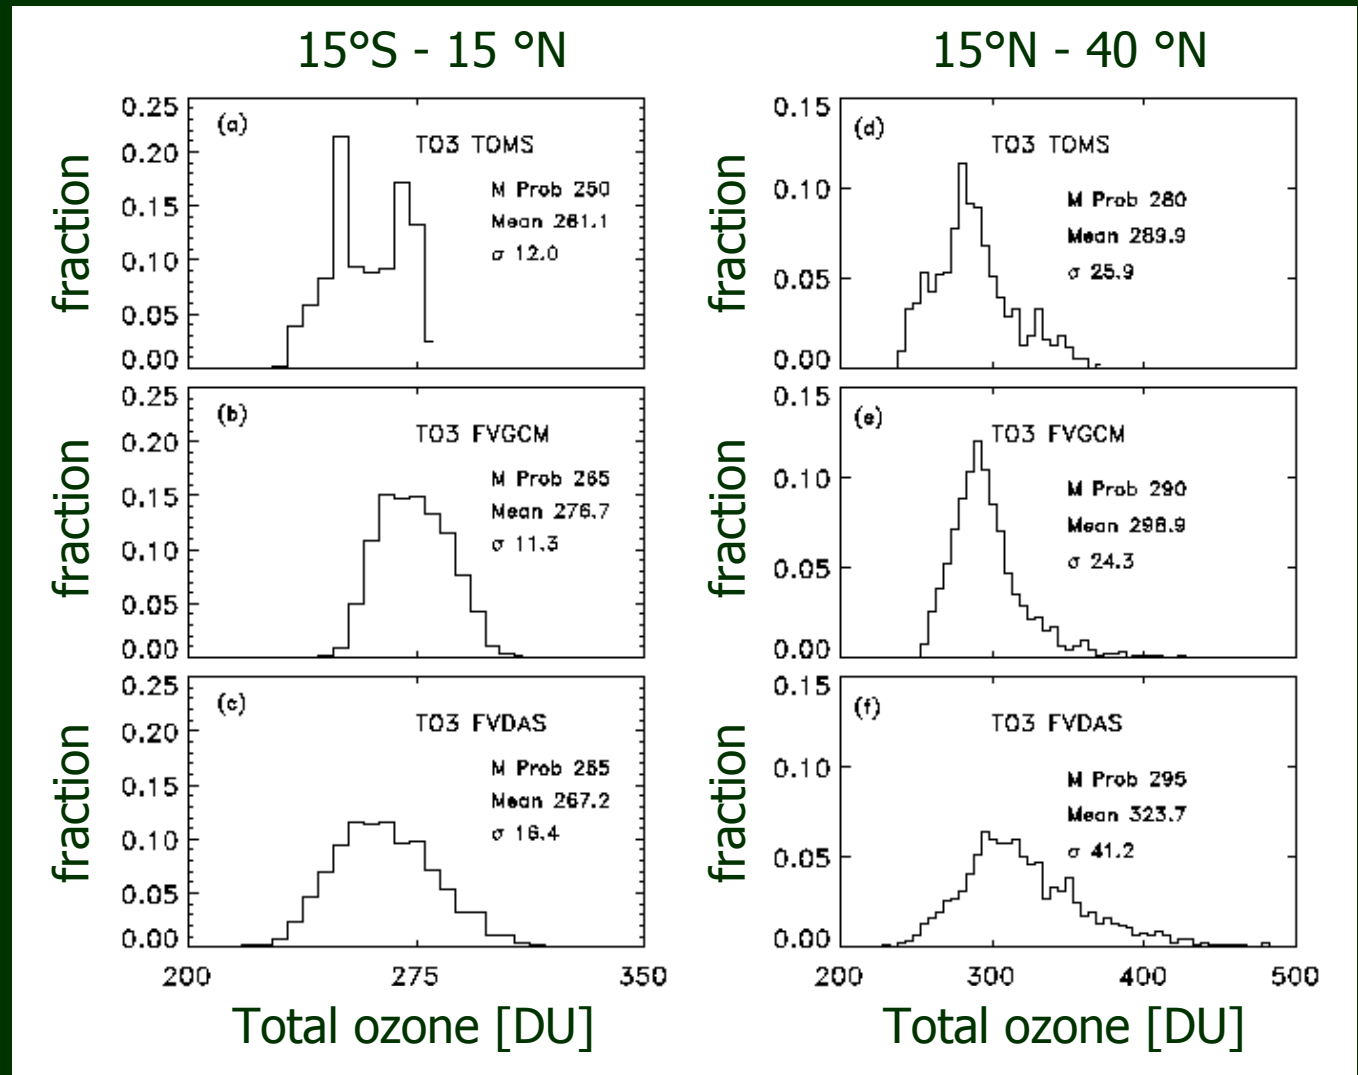 15°S - 15 °N
fraction
0.25
0.20
0.15
0.10
0.05
0.00
(a)
TO3 TOMS
M Prob 250
Mean 261.1
σ 12.0
fraction
0.25
0.20
0.15
0.10
0.05
0.00
(b)
TO3 FVGCM
M Prob 265
Mean 276.7
σ 11.3
fraction
0.25
0.20
0.15
0.10
0.05
0.00
(c)
TO3 FVDAS
M Prob 265
Mean 267.2
σ 16.4
200 275 350
Total ozone [DU]
15°N - 40 °N
fraction
0.15
0.10
0.05
0.00
(d)
TO3 TOMS
M Prob 280
Mean 289.9
σ 25.9
fraction
0.15
0.10
0.05
0.00
(e)
TO3 FVGCM
M Prob 290
Mean 298.9
σ 24.3
fraction
0.15
0.10
0.05
0.00
(f)
TO3 FVDAS
M Prob 295
Mean 323.7
σ 41.2
200 300 400 500
Total ozone [DU]